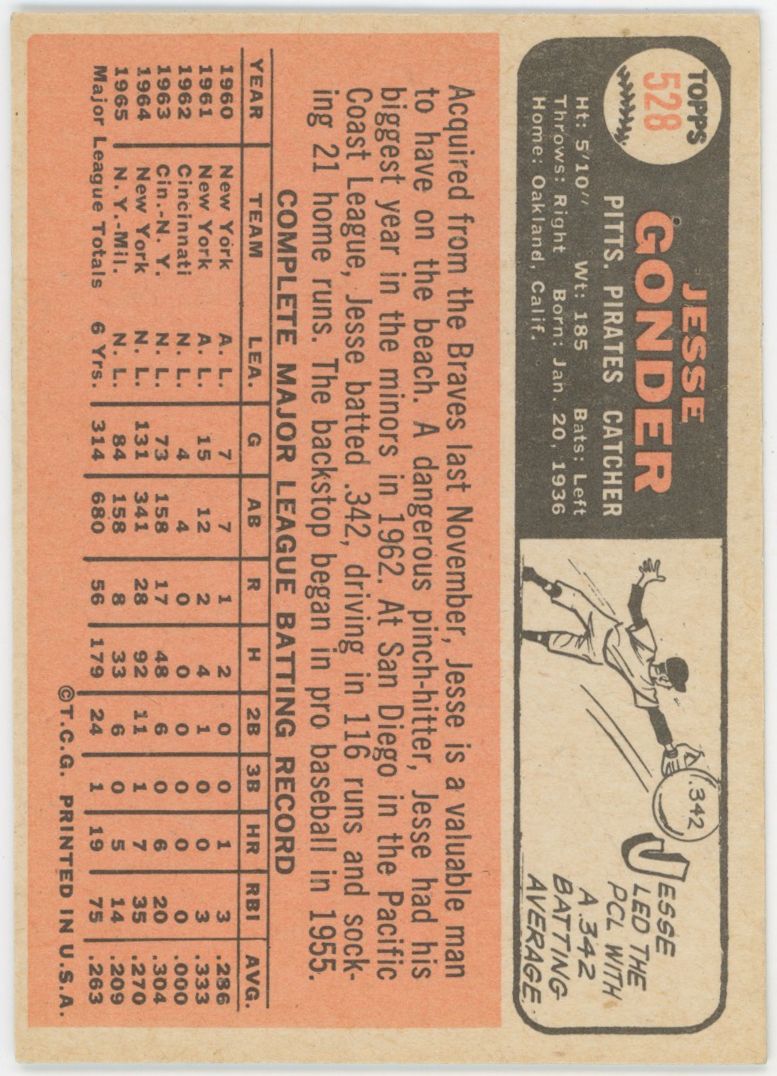 TOPPS
528
JESSE
GONDER
PITTS. PIRATES CATCHER
Ht: 5'10" Wt: 185 Bats: Left
Throws: Right Born: Jan. 20, 1936
Home: Oakland, Calif.
.342
JESSE
LED THE
PCL WITH
A .342
BATTING
AVERAGE.
Acquired from the Braves last November, Jesse is a valuable man
to have on the beach. A dangerous pinch-hitter, Jesse had his
biggest year in the minors in 1962. At San Diego in the Pacific
Coast League, Jesse batted .342, driving in 116 runs and sock-
ing 21 home runs. The backstop began in pro baseball in 1955.
COMPLETE MAJOR LEAGUE BATTING RECORD
YEAR TEAM LEA. G AB R H 2B 3B HR RBI AVG.
1960 New York A. L. 7 7 1 2 0 0 1 3 .286
1961 New York A. L. 15 12 2 4 1 0 0 3 .333
1962 Cincinnati N. L. 4 4 0 0 0 0 0 0 .000
1963 Cin.-N. Y. N. L. 73 158 17 48 6 0 6 20 .304
1964 New York N. L. 131 341 28 92 11 1 7 35 .270
1965 N. Y.-Mil. N. L. 84 158 8 33 6 0 5 14 .209
Major League Totals 6 Yrs. 314 680 56 179 24 1 19 75 .263
©T.C.G. PRINTED IN U.S.A.